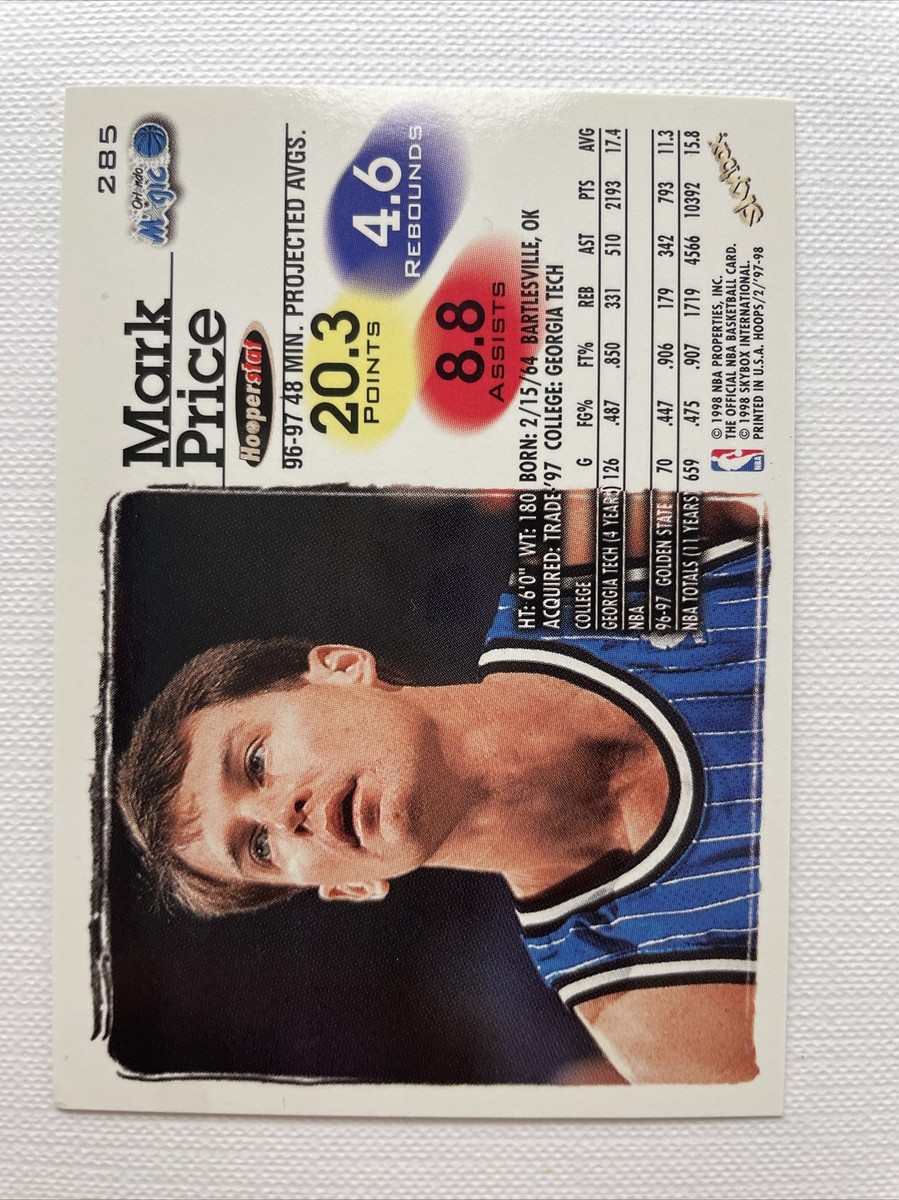 285
Orlando Magic
Mark
Price
Hooperstat
96-97 48 MIN. PROJECTED AVGS.
20.3
POINTS
4.6
REBOUNDS
8.8
ASSISTS
HT: 6'0" WT: 180 BORN: 2/15/64 BARTLESVILLE, OK
ACQUIRED: TRADE-'97 COLLEGE: GEORGIA TECH
COLLEGE G FG% FT% REB AST PTS AVG
GEORGIA TECH (4 YEARS) 126 .487 .850 331 510 2193 17.4
NBA
96-97 GOLDEN STATE 70 .447 .906 179 342 793 11.3
NBA TOTALS (11 YEARS) 659 .475 .907 1719 4566 10392 15.8
NBA
© 1998 NBA PROPERTIES, INC.
THE OFFICIAL NBA BASKETBALL CARD.
© 1998 SKYBOX INTERNATIONAL.
PRINTED IN U.S.A. HOOPS/2/'97-98
Skybox